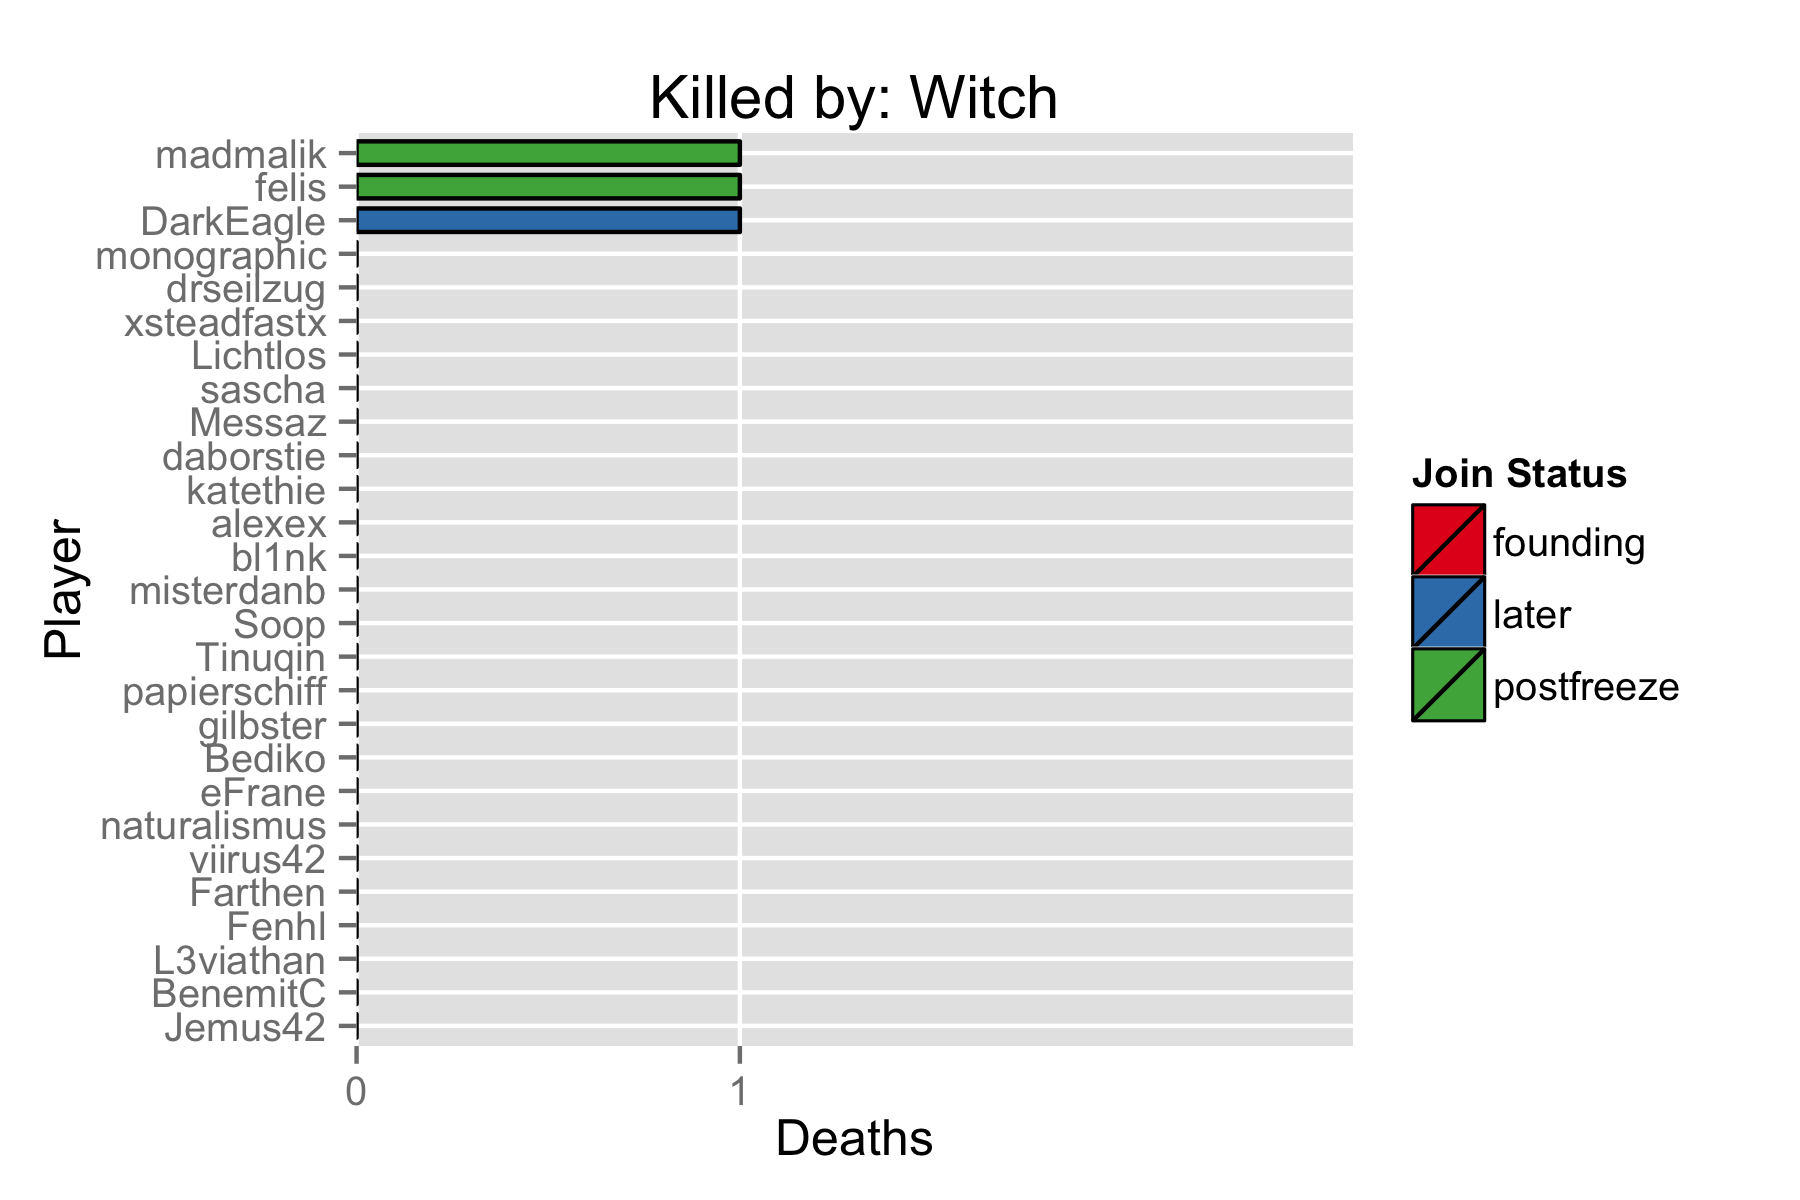 Killed by: Witch
madmalik
felis
DarkEagle
monographic
drseilzug
xsteadfastx
Lichtlos
sascha
Messaz
daborstie
katethie
alexex
bl1nk
misterdanb
Soop
Tinuqin
papierschiff
gilbster
Bediko
eFrane
naturalismus
viirus42
Farthen
Fenhl
L3viathan
BenemitC
Jemus42
Player
0 1
Deaths
Join Status
founding
later
postfreeze